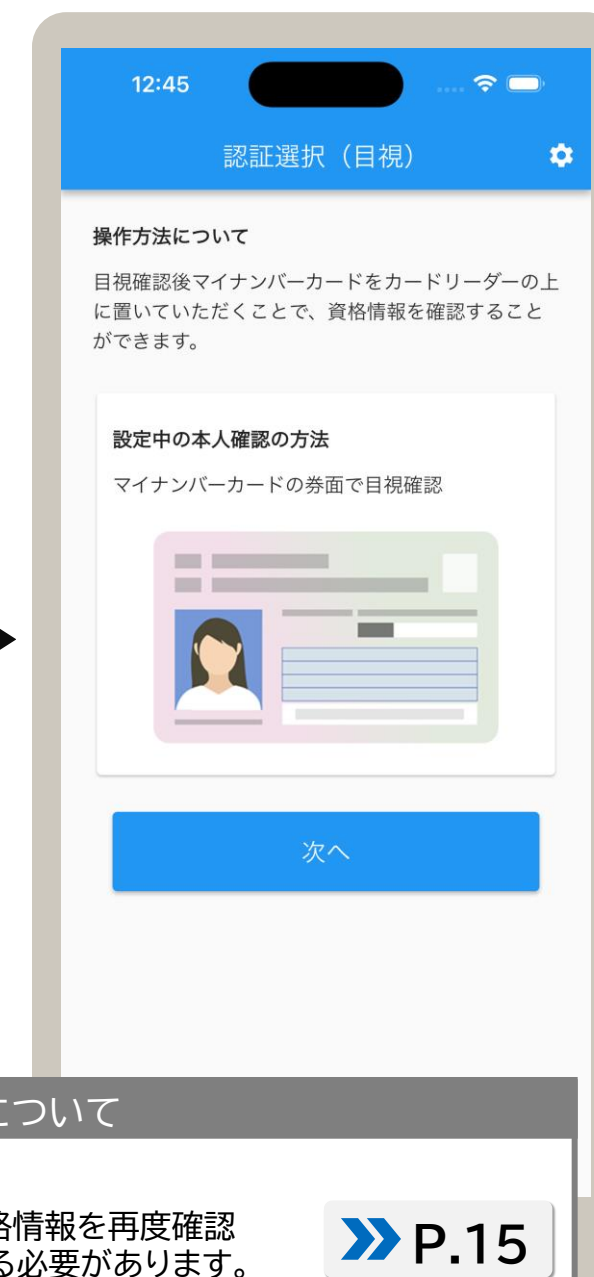 12:45
認証選択（目視）
操作方法について
目視確認後マイナンバーカードをカードリーダーの上
に置いていただくことで、資格情報を確認すること
ができます。
設定中の本人確認の方法
マイナンバーカードの券面で目視確認
次へ
について
格情報を再度確認
る必要があります。
P.15